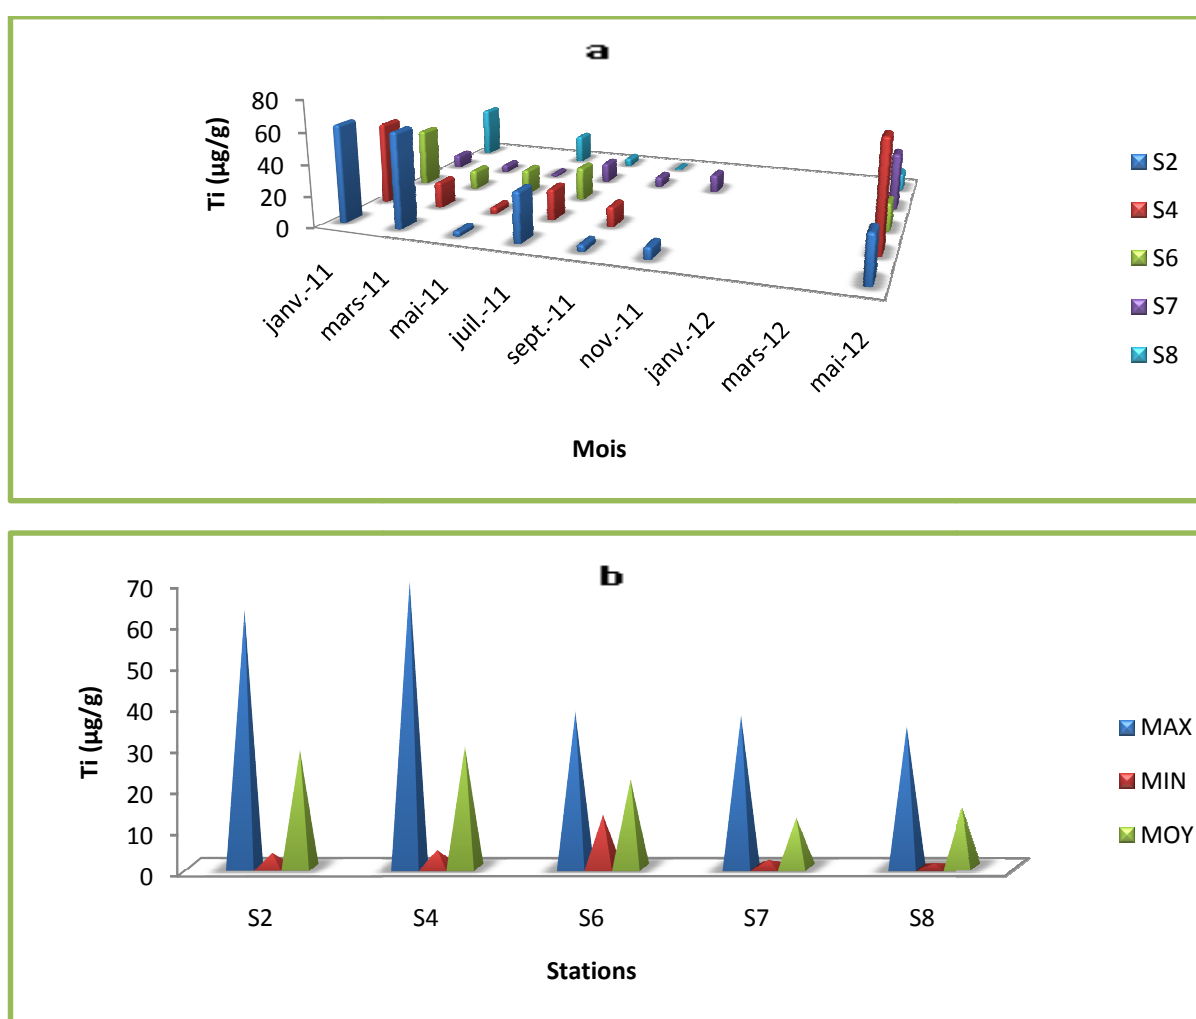 a
80
60
40
20
0
Ti (µg/g)
janv.-11
mars-11
mai-11
juil.-11
sept.-11
nov.-11
janv.-12
mars-12
mai-12
Mois
S2
S4
S6
S7
S8
b
70
60
50
40
30
20
10
0
Ti (µg/g)
S2 S4 S6 S7 S8
Stations
MAX
MIN
MOY